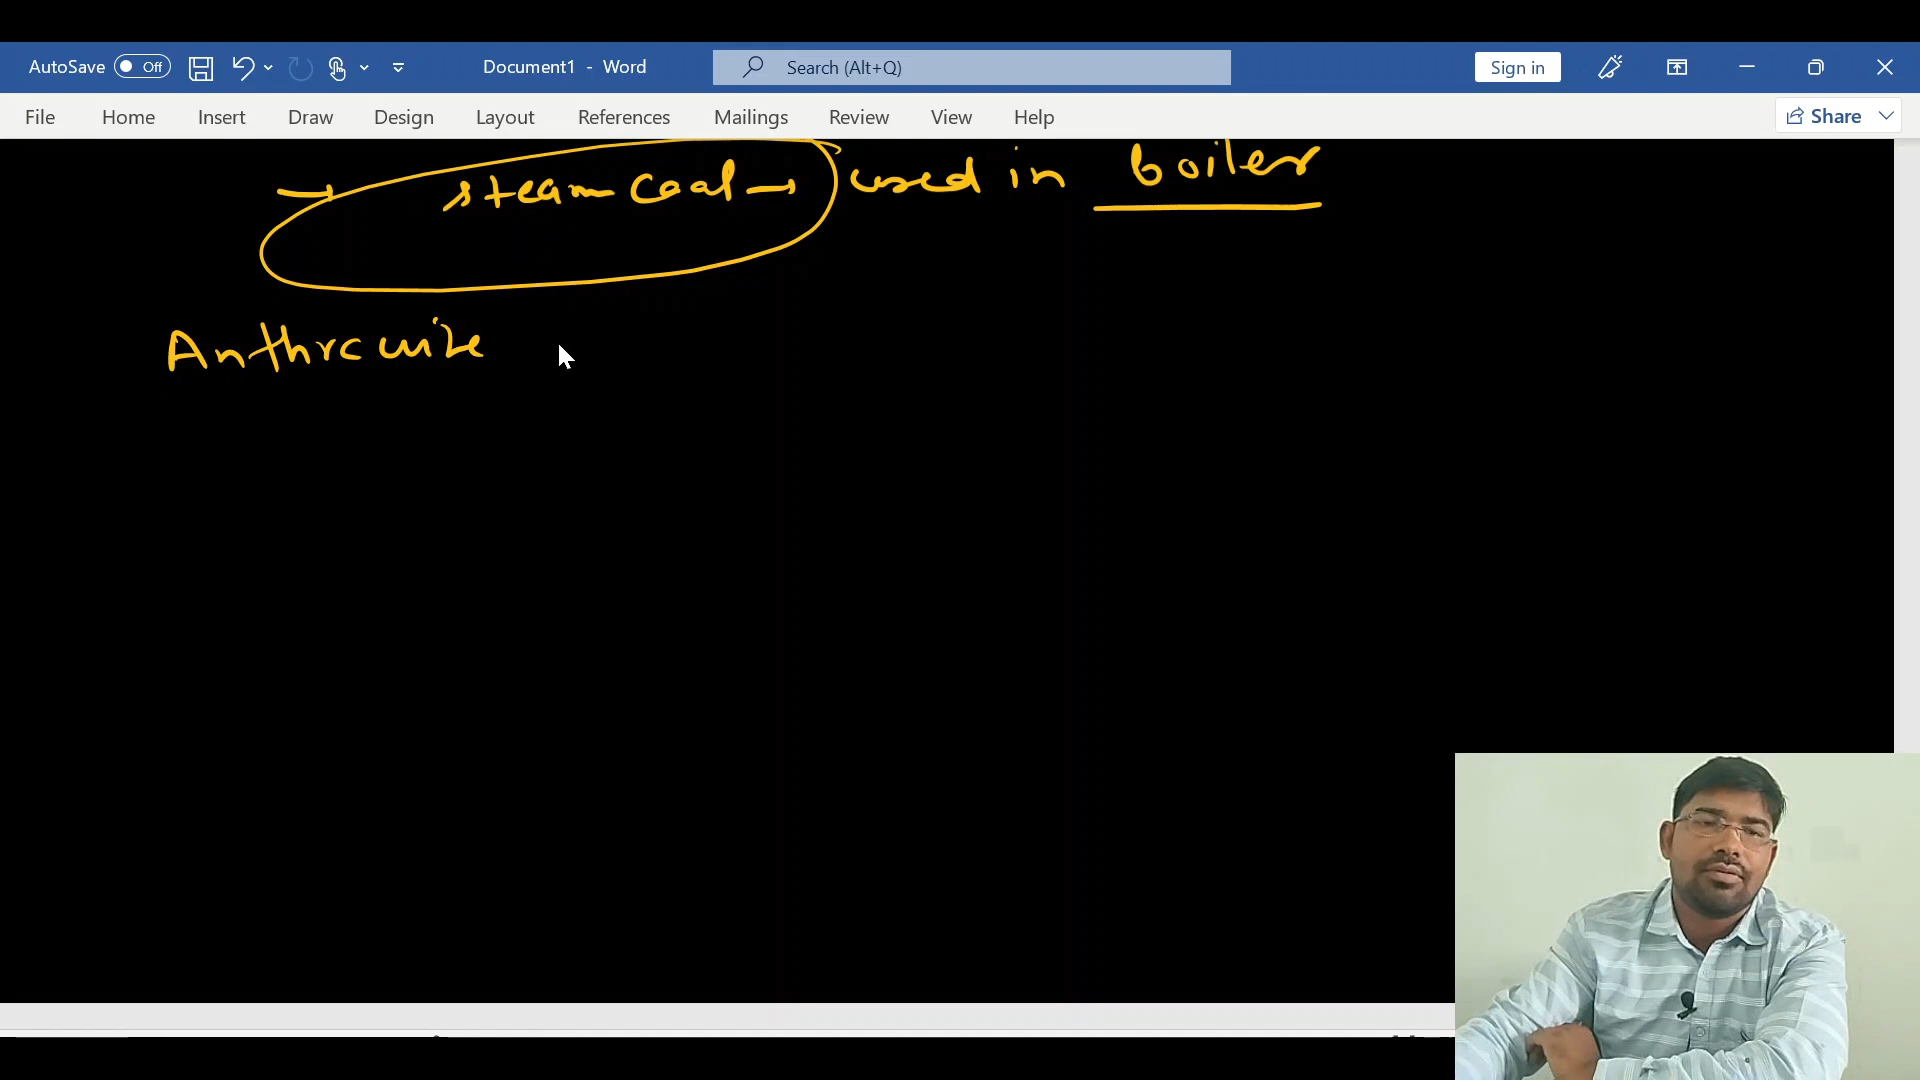 AutoSave Off Document1 - Word Search (Alt+Q) Sign in
File Home Insert Draw Design Layout References Mailings Review View Help Share
→ steam coal → used in boiler